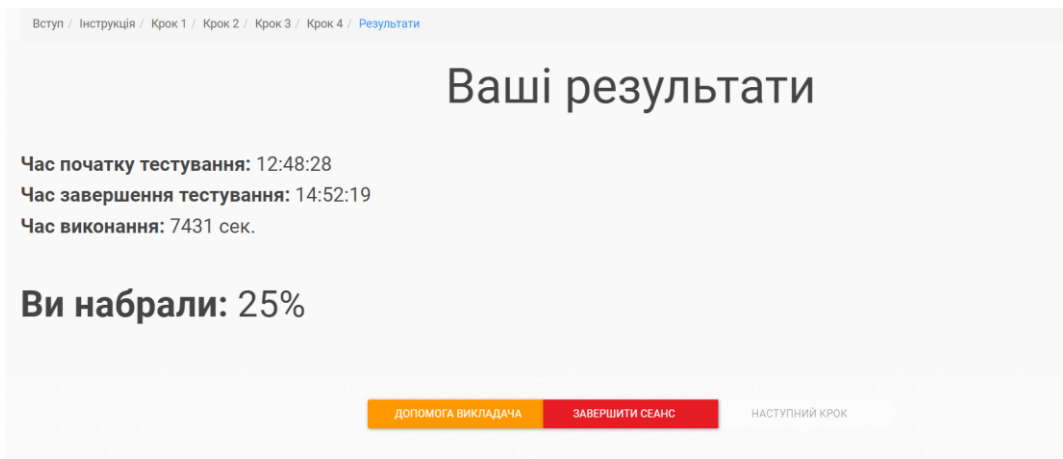 Вступ / Інструкція / Крок 1 / Крок 2 / Крок 3 / Крок 4 / Результати
Ваші результати
Час початку тестування: 12:48:28
Час завершення тестування: 14:52:19
Час виконання: 7431 сек.
Ви набрали: 25%
ДОПОМОГА ВИКЛАДАЧА ЗАВЕРШИТИ СЕАНС НАСТУПНИЙ КРОК